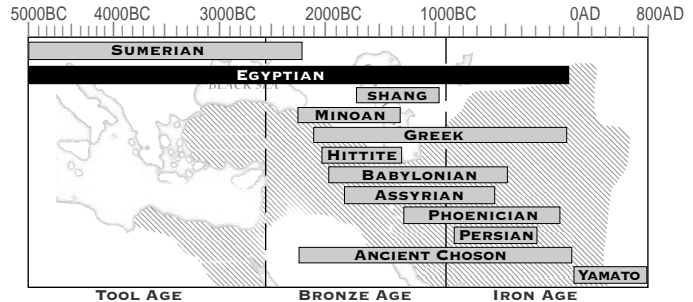 5000BC 4000BC 3000BC 2000BC 1000BC 0AD 800AD
SUMERIAN
EGYPTIAN
BLACK SEA
SHANG
MINOAN
GREEK
HITTITE
BABYLONIAN
ASSYRIAN
PHOENICIAN
PERSIAN
ANCIENT CHOSON
YAMATO
TOOL AGE BRONZE AGE IRON AGE